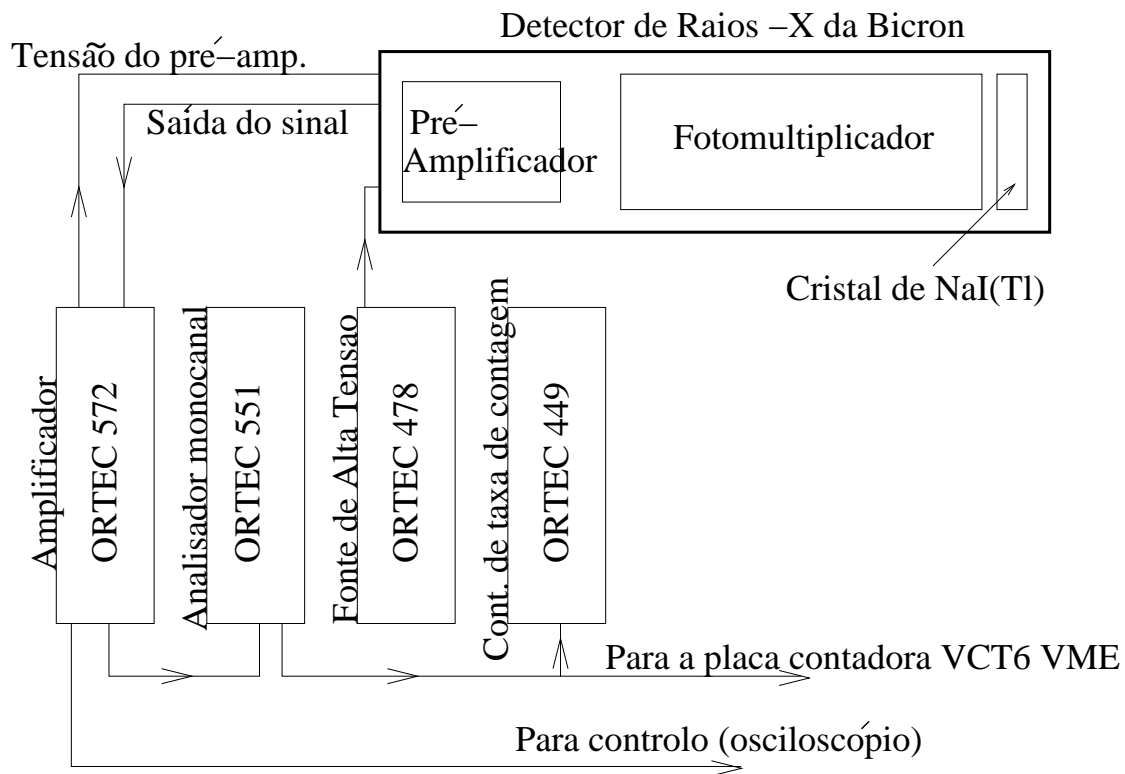 Detector de Raios –X da Bicron
Tensão do pré–amp.
Saída do sinal
Pré–
Amplificador
Fotomultiplicador
Cristal de NaI(Tl)
Amplificador
ORTEC 572
Analisador monocanal
ORTEC 551
Fonte de Alta Tensao
ORTEC 478
Cont. de taxa de contagem
ORTEC 449
Para a placa contadora VCT6 VME
Para controlo (osciloscópio)